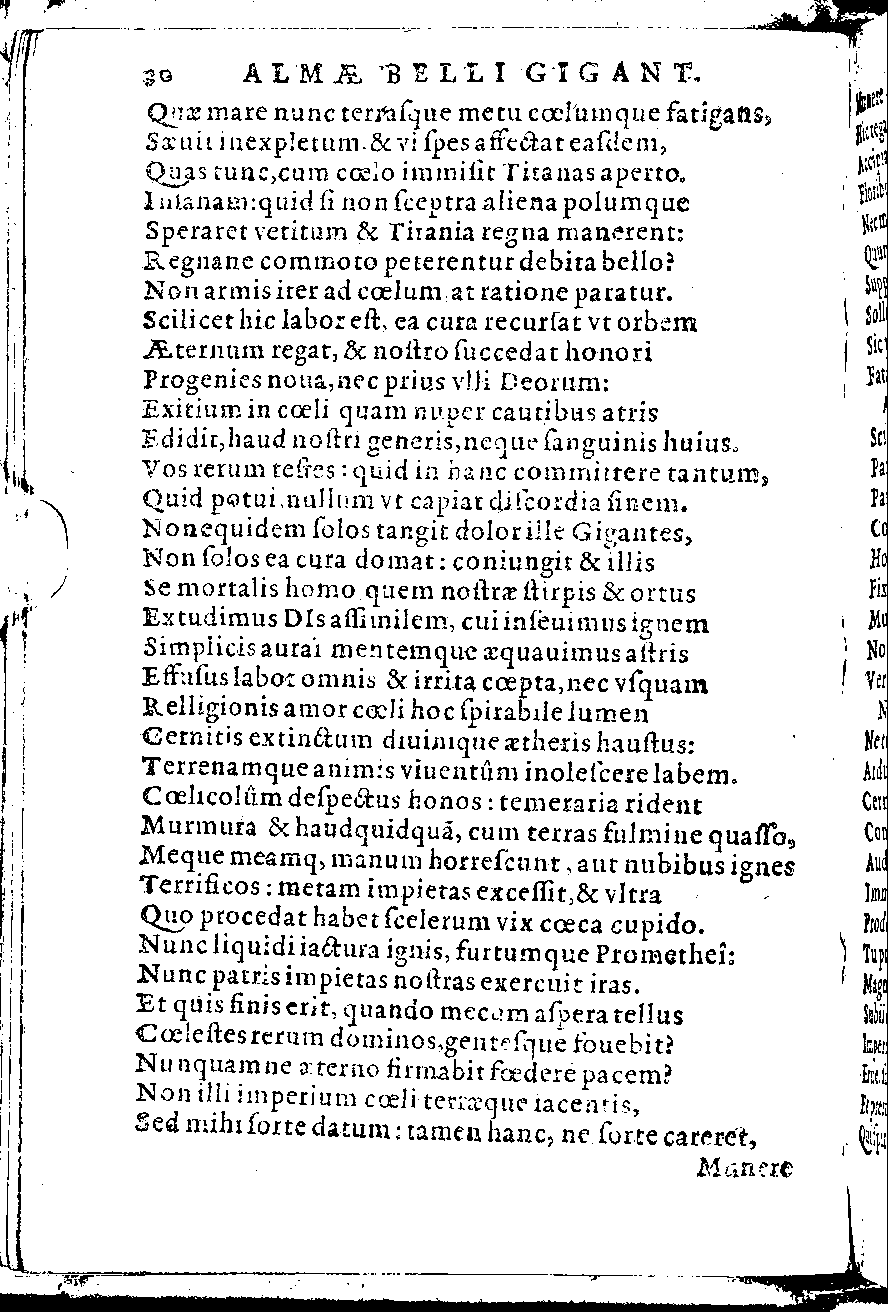 30 ALMÆ BELLI GIGANT.
Quæ mare nunc terraſque metu cœlumque fatigans,
Sæuit inexpletum & vi ſpes affectat eaſdem,
Quas tunc, cum cœlo immiſit Titanas aperto.
Inſanam: quid ſi non ſceptra aliena polumque
Speraret vetitum & Titania regna manerent:
Regnane commoto peterentur debita bello?
Non armis iter ad cœlum at ratione paratur.
Scilicet hic labor eſt, ea cura recurſat vt orbem
Æternum regat, & noſtro ſuccedat honori
Progenies noua, nec prius vlli Deorum:
Exitium in cœli quam nuper cautibus atris
Edidit, haud noſtri generis, neque ſanguinis huius.
Vos rerum teſtes: quid in hanc committere tantum,
Quid potui, nullum vt capiat diſcordia finem.
Non equidem ſolos tangit dolor ille Gigantes,
Non ſolos ea cura domat: coniungit & illis
Se mortalis homo quem noſtræ ſtirpis & ortus
Extudimus DIs aſſimilem, cui inſeuimus ignem
Simplicis aurai mentemque æquauimus aſtris
Effuſus labor omnis & irrita cœpta, nec vſquam
Relligionis amor cœli hoc ſpirabile lumen
Cernitis extinctum diuinique ætheris hauſtus:
Terrenamque animis viuentûm inoleſcere labem.
Cœlicolûm deſpectus honos: temeraria rident
Murmura & haudquidquã, cum terras fulmine quaſſo,
Meque meamq, manum horreſcunt, aut nubibus ignes
Terrificos: metam impietas exceſſit, & vltra
Quo procedat habet ſcelerum vix cœca cupido.
Nunc liquidi iactura ignis, furtumque Promethei:
Nunc patris impietas noſtras exercuit iras.
Et quis finis erit, quando mecum aſpera tellus
Cœleſtes rerum dominos, genteſque fouebit?
Nunquamne æterno firmabit fœdere pacem?
Non illi imperium cœli terræque iacentis,
Sed mihi ſorte datum: tamen hanc, ne ſorte careret,
Munere